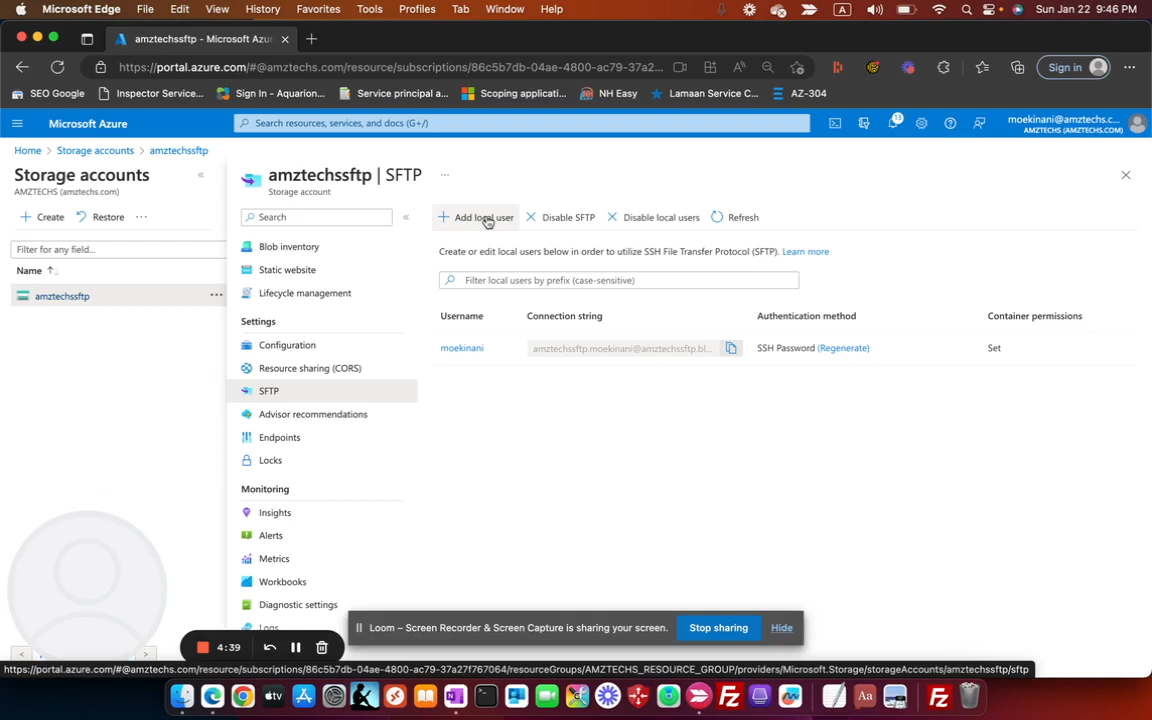 Microsoft Edge File Edit View History Favorites Tools Profiles Tab Window Help A Sun Jan 22 9:46 PM
amztechssftp - Microsoft Azur
https://portal.azure.com/#@amztechs.com/resource/subscriptions/86c5b7db-04ae-4800-ac79-37a2... Sign in
SEO Google Inspector Service... Sign In - Aquarion... Service principal a... Scoping applicati... NH Easy Lamaan Service C... AZ-304
Microsoft Azure Search resources, services, and docs (G+/) 13 moekinani@amztechs.c...
AMZTECHS (AMZTECHS.COM)
Home > Storage accounts > amztechssftp
Storage accounts «
AMZTECHS (amztechs.com)
+ Create Restore ...
Filter for any field...
Name ↑↓
amztechssftp ...
amztechssftp | SFTP ...
Storage account
Search «
Blob inventory
Static website
Lifecycle management
Settings
Configuration
Resource sharing (CORS)
SFTP
Advisor recommendations
Endpoints
Locks
Monitoring
Insights
Alerts
Metrics
Workbooks
Diagnostic settings
Logs
+ Add local user Disable SFTP Disable local users Refresh
Create or edit local users below in order to utilize SSH File Transfer Protocol (SFTP). Learn more
Filter local users by prefix (case-sensitive)
Username Connection string Authentication method Container permissions
moekinani amztechssftp.moekinani@amztechssftp.bl... SSH Password (Regenerate) Set
Loom – Screen Recorder & Screen Capture is sharing your screen. Stop sharing Hide
4:39
https://portal.azure.com/#@amztechs.com/resource/subscriptions/86c5b7db-04ae-4800-ac79-37a27f767064/resourceGroups/AMZTECHS_RESOURCE_GROUP/providers/Microsoft.Storage/storageAccounts/amztechssftp/sftp